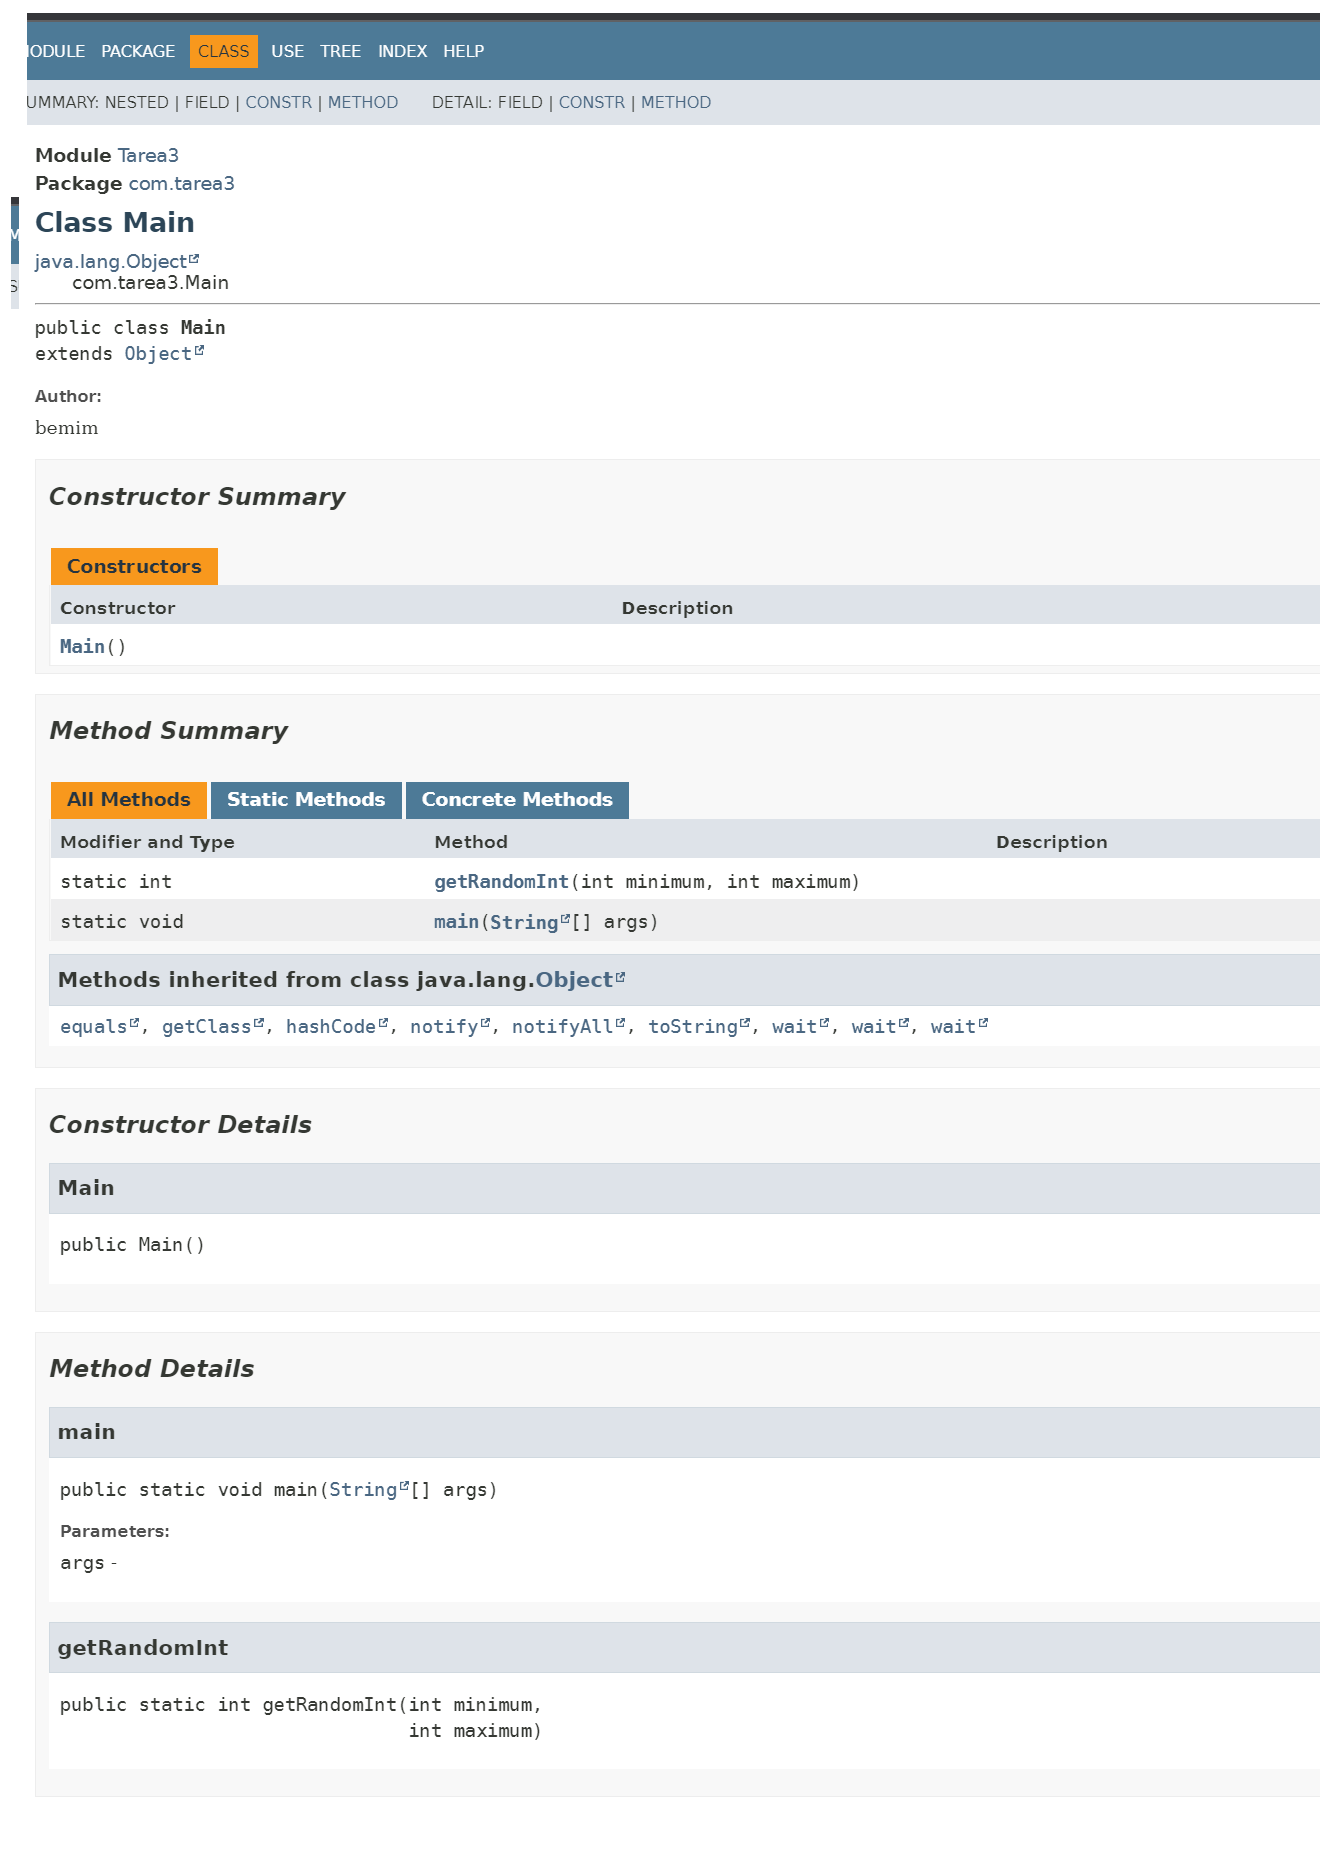 MODULE PACKAGE CLASS USE TREE INDEX HELP
SUMMARY: NESTED | FIELD | CONSTR | METHOD DETAIL: FIELD | CONSTR | METHOD
Module Tarea3
Package com.tarea3
Class Main
java.lang.Object
com.tarea3.Main
public class Main
extends Object
Author:
bemim
Constructor Summary
Constructors
Constructor Description
Main()
Method Summary
All Methods Static Methods Concrete Methods
Modifier and Type Method Description
static int getRandomInt(int minimum, int maximum)
static void main(String[] args)
Methods inherited from class java.lang.Object
equals, getClass, hashCode, notify, notifyAll, toString, wait, wait, wait
Constructor Details
Main
public Main()
Method Details
main
public static void main(String[] args)
Parameters:
args -
getRandomInt
public static int getRandomInt(int minimum,
int maximum)